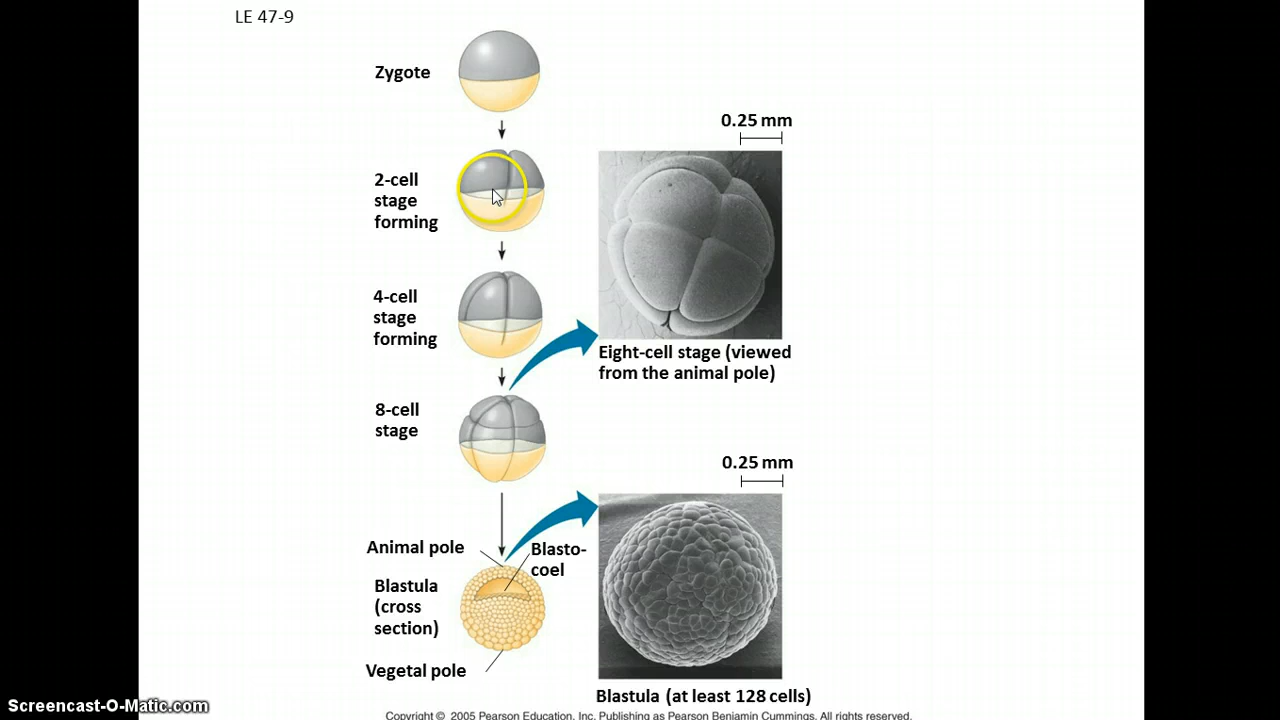 LE 47-9
Zygote
0.25 mm
2-cell
stage
forming
4-cell
stage
forming
Eight-cell stage (viewed
from the animal pole)
8-cell
stage
0.25 mm
Animal pole
Blasto-
coel
Blastula
(cross
section)
Vegetal pole
Blastula (at least 128 cells)
Screencast-O-Matic.com
Copyright © 2005 Pearson Education, Inc. Publishing as Pearson Benjamin Cummings. All rights reserved.